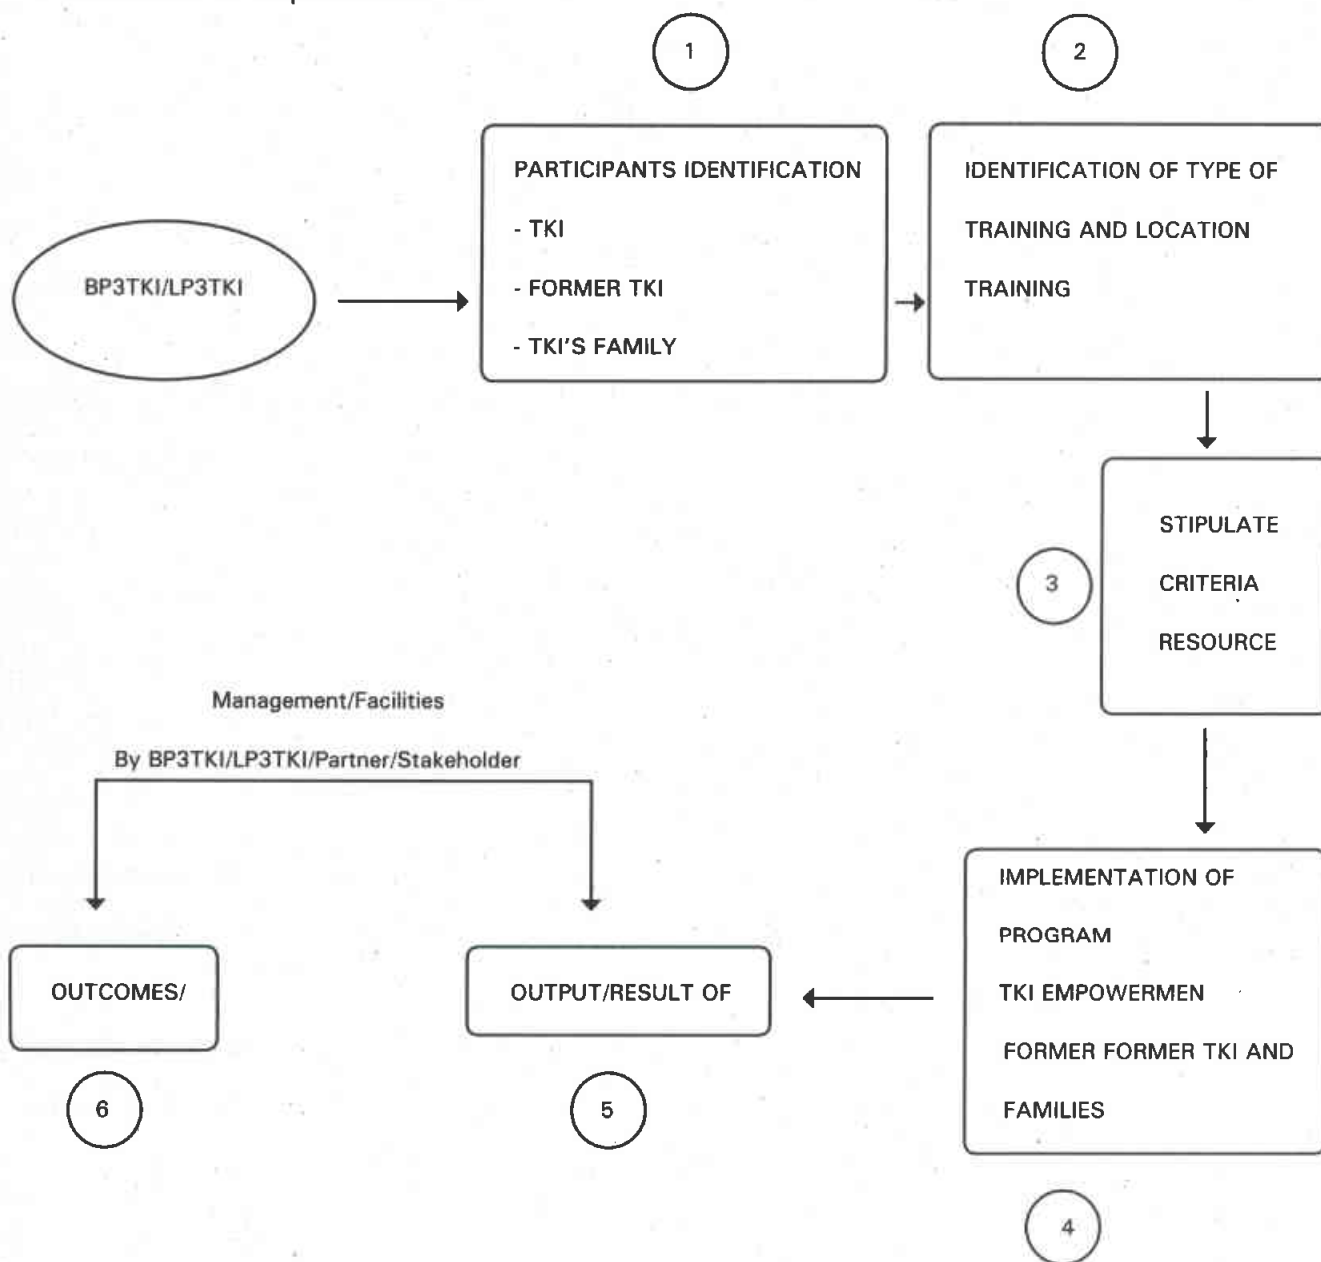 1
2
PARTICIPANTS IDENTIFICATION
- TKI
- FORMER TKI
- TKI'S FAMILY
IDENTIFICATION OF TYPE OF
TRAINING AND LOCATION
TRAINING
BP3TKI/LP3TKI
STIPULATE
CRITERIA
RESOURCE
3
Management/Facilities
By BP3TKI/LP3TKI/Partner/Stakeholder
IMPLEMENTATION OF
PROGRAM
TKI EMPOWERMEN
FORMER FORMER TKI AND
FAMILIES
OUTPUT/RESULT OF
OUTCOMES/
6
5
4